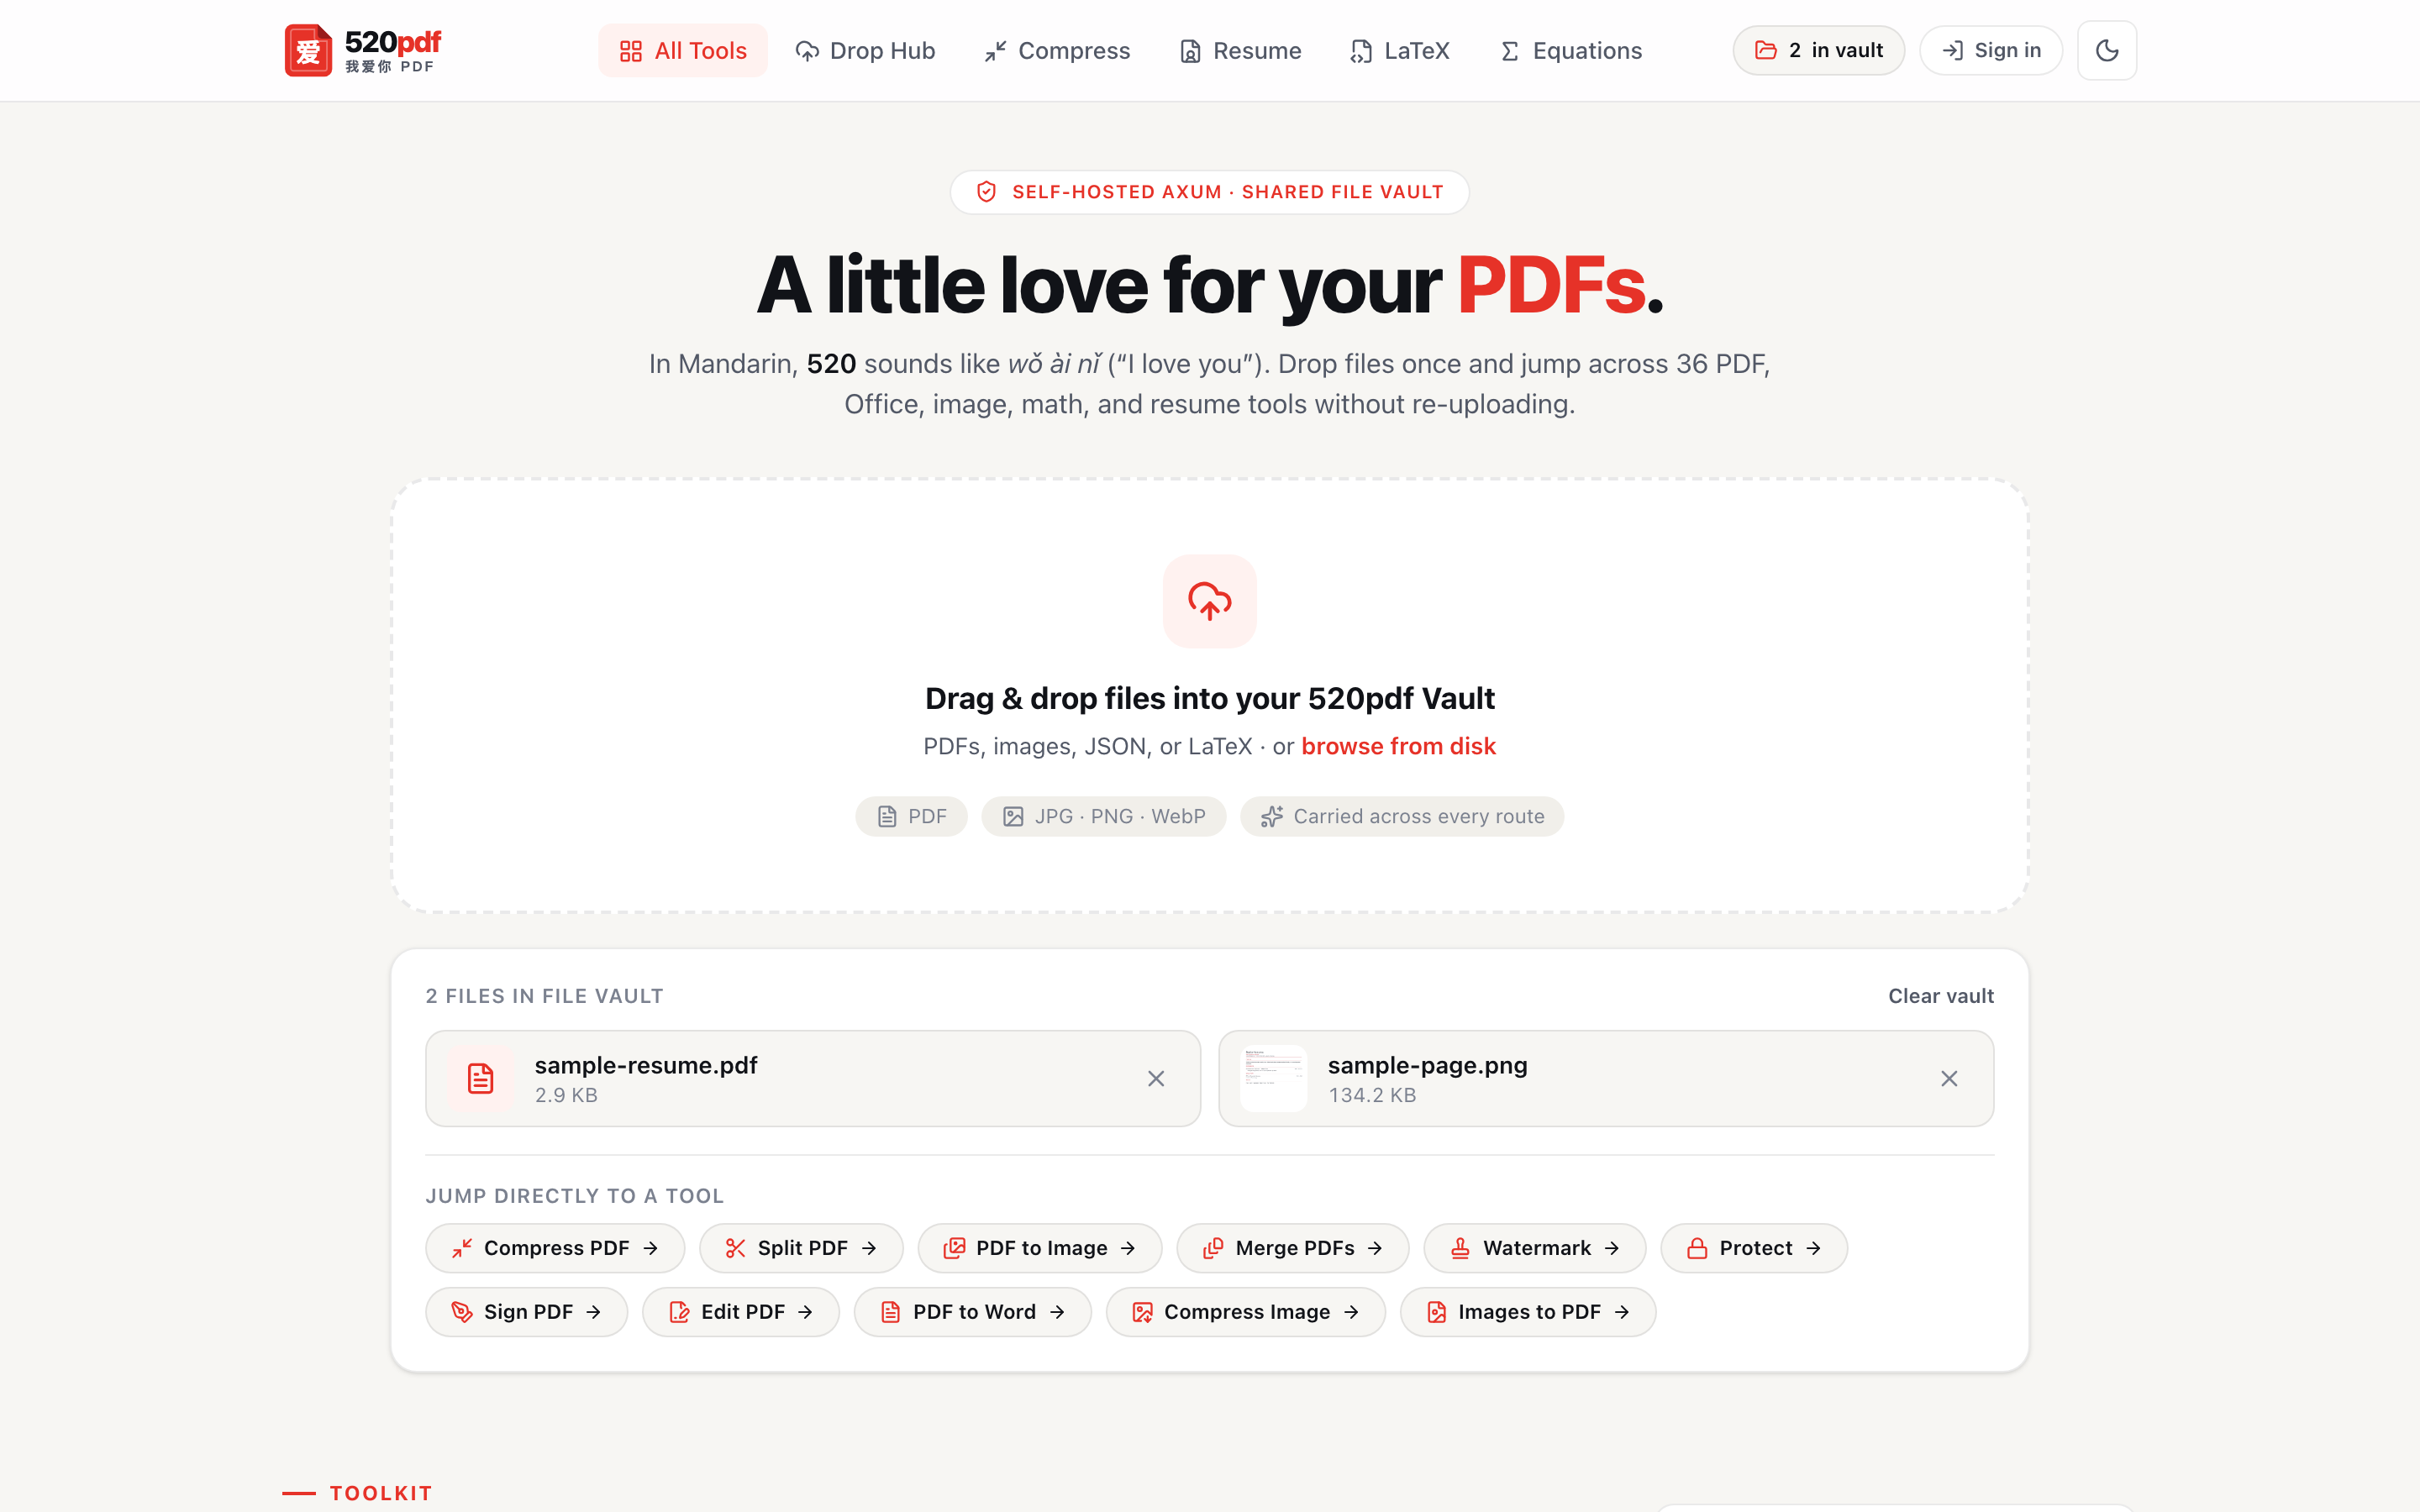 爱
520pdf
我爱你 PDF
All Tools
Drop Hub
Compress
Resume
LaTeX
Equations
2 in vault
Sign in
SELF-HOSTED AXUM · SHARED FILE VAULT
A little love for your PDFs.
In Mandarin, 520 sounds like wǒ ài nǐ (“I love you”). Drop files once and jump across 36 PDF,
Office, image, math, and resume tools without re-uploading.
Drag & drop files into your 520pdf Vault
PDFs, images, JSON, or LaTeX · or browse from disk
PDF
JPG · PNG · WebP
Carried across every route
2 FILES IN FILE VAULT
Clear vault
sample-resume.pdf
2.9 KB
sample-page.png
134.2 KB
JUMP DIRECTLY TO A TOOL
Compress PDF →
Split PDF →
PDF to Image →
Merge PDFs →
Watermark →
Protect →
Sign PDF →
Edit PDF →
PDF to Word →
Compress Image →
Images to PDF →
TOOLKIT